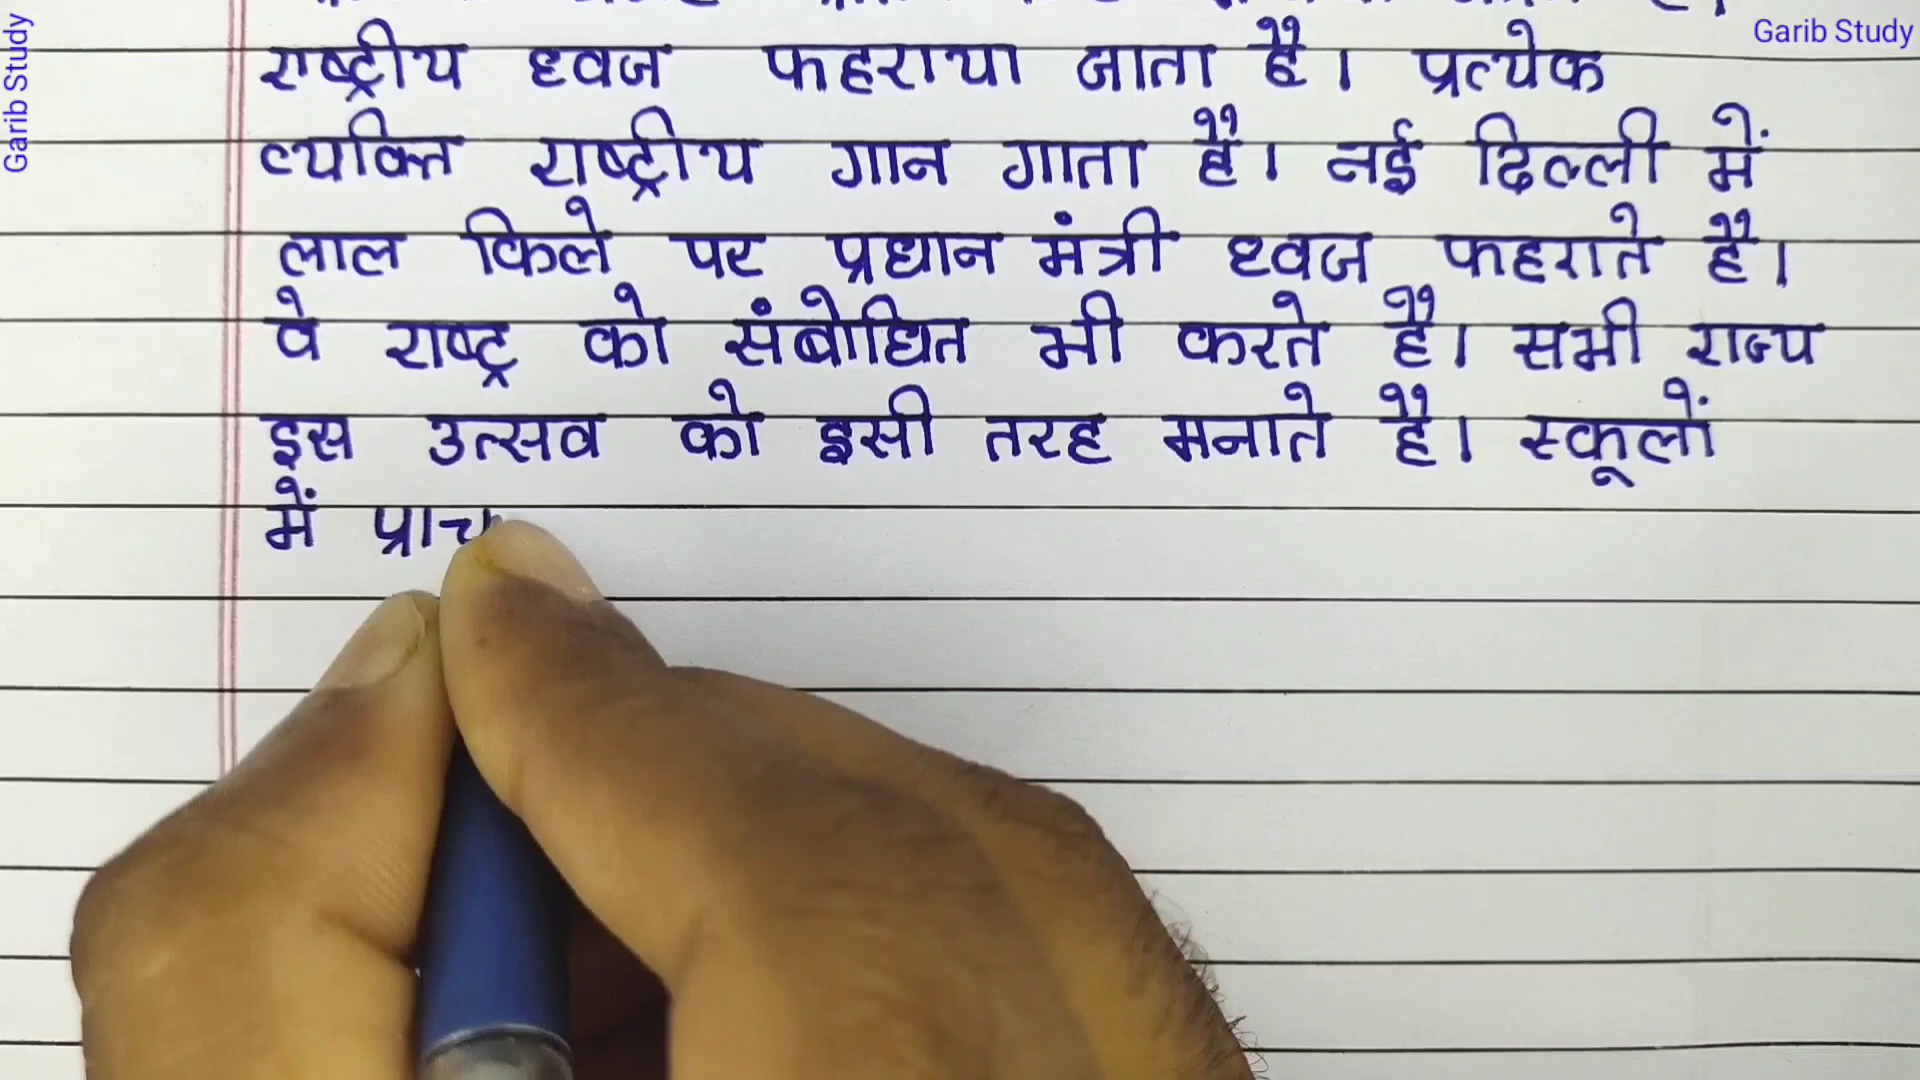 राष्ट्रीय ध्वज फहराया जाता है। प्रत्येक
व्यक्ति राष्ट्रीय गान गाता है। नई दिल्ली में
लाल किले पर प्रधान मंत्री ध्वज फहराते है।
वे राष्ट्र को संबोधित भी करते है। सभी राज्य
इस उत्सव को इसी तरह मनाते है। स्कूलों
में प्राच
Garib Study
Garib Study